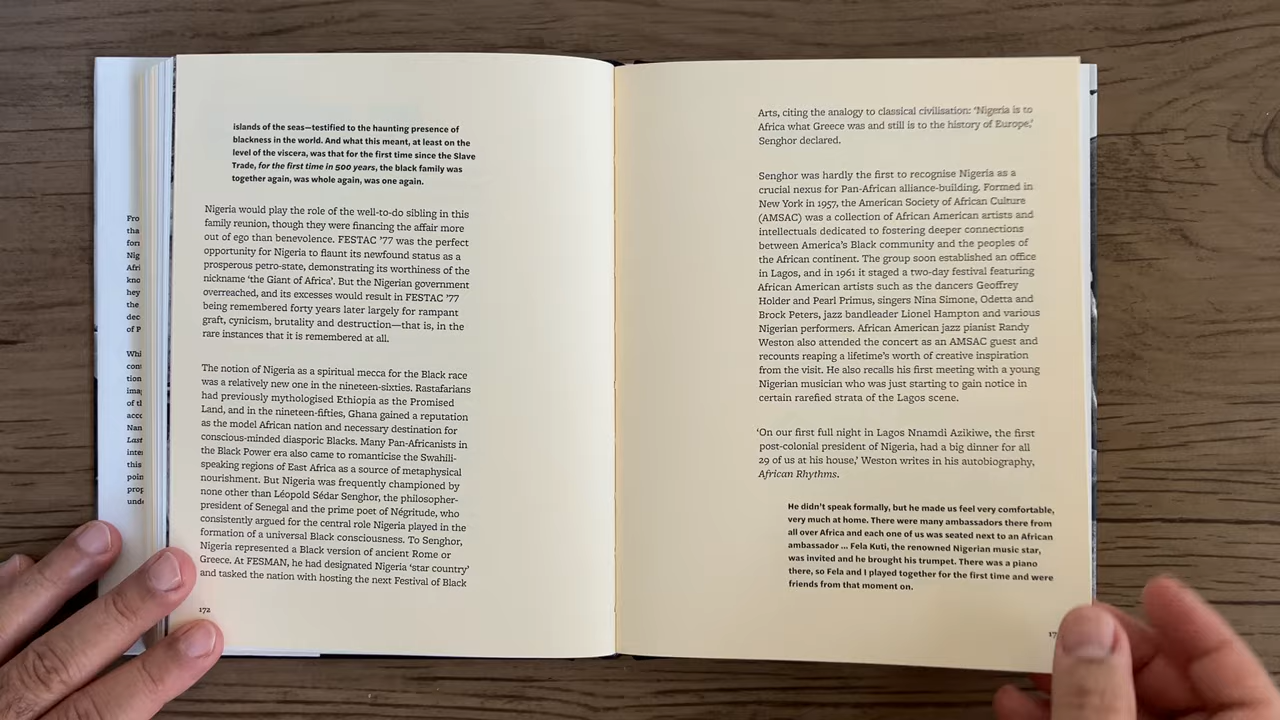 islands of the seas—testified to the haunting presence of
blackness in the world. And what this meant, at least on the
level of the viscera, was that for the first time since the Slave
Trade, for the first time in 500 years, the black family was
together again, was whole again, was one again.
Nigeria would play the role of the well-to-do sibling in this
family reunion, though they were financing the affair more
out of ego than benevolence. FESTAC ’77 was the perfect
opportunity for Nigeria to flaunt its newfound status as a
prosperous petro-state, demonstrating its worthiness of the
nickname ‘the Giant of Africa’. But the Nigerian government
overreached, and its excesses would result in FESTAC ’77
being remembered forty years later largely for rampant
graft, cynicism, brutality and destruction—that is, in the
rare instances that it is remembered at all.
The notion of Nigeria as a spiritual mecca for the Black race
was a relatively new one in the nineteen-sixties. Rastafarians
had previously mythologised Ethiopia as the Promised
Land, and in the nineteen-fifties, Ghana gained a reputation
as the model African nation and necessary destination for
conscious-minded diasporic Blacks. Many Pan-Africanists in
the Black Power era also came to romanticise the Swahili-
speaking regions of East Africa as a source of metaphysical
nourishment. But Nigeria was frequently championed by
none other than Léopold Sédar Senghor, the philosopher-
president of Senegal and the prime poet of Négritude, who
consistently argued for the central role Nigeria played in the
formation of a universal Black consciousness. To Senghor,
Nigeria represented a Black version of ancient Rome or
Greece. At FESMAN, he had designated Nigeria ‘star country’
and tasked the nation with hosting the next Festival of Black
172
Arts, citing the analogy to classical civilisation: ‘Nigeria is to
Africa what Greece was and still is to the history of Europe,’
Senghor declared.
Senghor was hardly the first to recognise Nigeria as a
crucial nexus for Pan-African alliance-building. Formed in
New York in 1957, the American Society of African Culture
(AMSAC) was a collection of African American artists and
intellectuals dedicated to fostering deeper connections
between America’s Black community and the peoples of
the African continent. The group soon established an office
in Lagos, and in 1961 it staged a two-day festival featuring
African American artists such as the dancers Geoffrey
Holder and Pearl Primus, singers Nina Simone, Odetta and
Brock Peters, jazz bandleader Lionel Hampton and various
Nigerian performers. African American jazz pianist Randy
Weston also attended the concert as an AMSAC guest and
recounts reaping a lifetime’s worth of creative inspiration
from the visit. He also recalls his first meeting with a young
Nigerian musician who was just starting to gain notice in
certain rarefied strata of the Lagos scene.
‘On our first full night in Lagos Nnamdi Azikiwe, the first
post-colonial president of Nigeria, had a big dinner for all
29 of us at his house,’ Weston writes in his autobiography,
African Rhythms.
He didn’t speak formally, but he made us feel very comfortable,
very much at home. There were many ambassadors there from
all over Africa and each one of us was seated next to an African
ambassador ... Fela Kuti, the renowned Nigerian music star,
was invited and he brought his trumpet. There was a piano
there, so Fela and I played together for the first time and were
friends from that moment on.